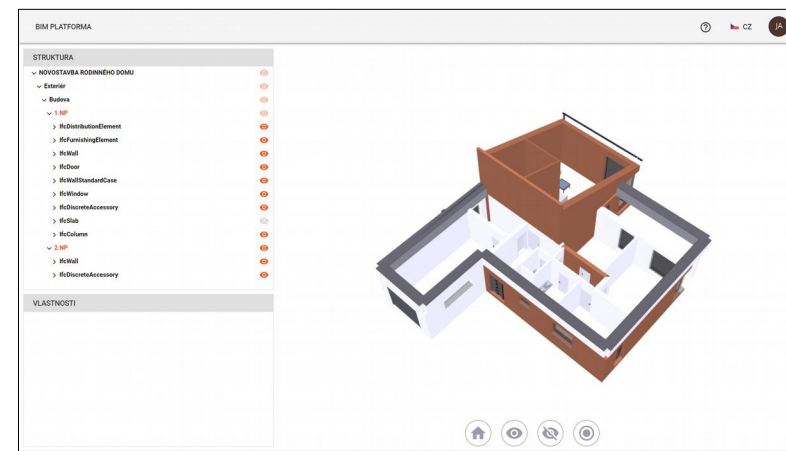 BIM PLATFORMA
CZ
JA
STRUKTURA
NOVOSTAVBA RODINNÉHO DOMU
Exteriér
Budova
1.NP
IfcDistributionElement
IfcFurnishingElement
IfcWall
IfcDoor
IfcWallStandardCase
IfcWindow
IfcDiscreteAccessory
IfcSlab
IfcColumn
2.NP
IfcWall
IfcDiscreteAccessory
VLASTNOSTI